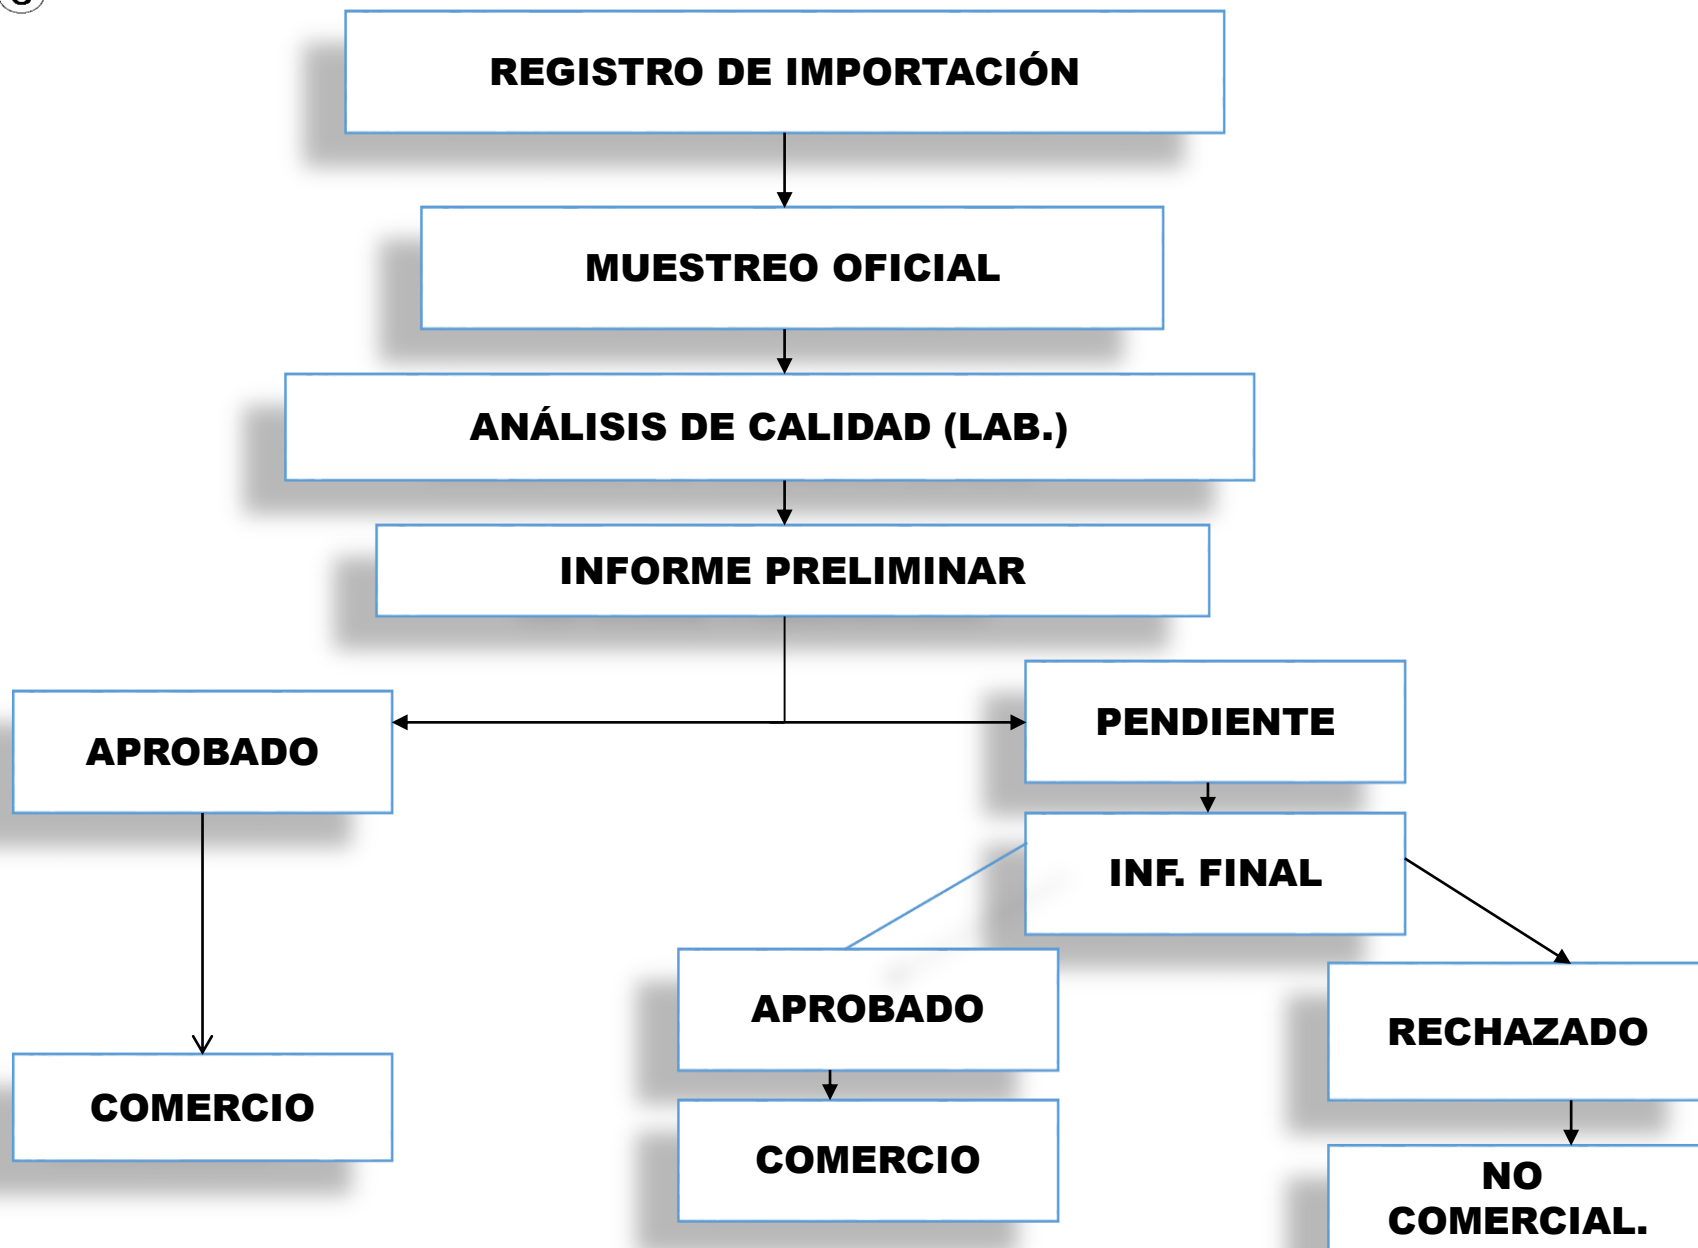 REGISTRO DE IMPORTACIÓN
MUESTREO OFICIAL
ANÁLISIS DE CALIDAD (LAB.)
INFORME PRELIMINAR
APROBADO
PENDIENTE
INF. FINAL
APROBADO
RECHAZADO
COMERCIO
COMERCIO
NO
COMERCIAL.